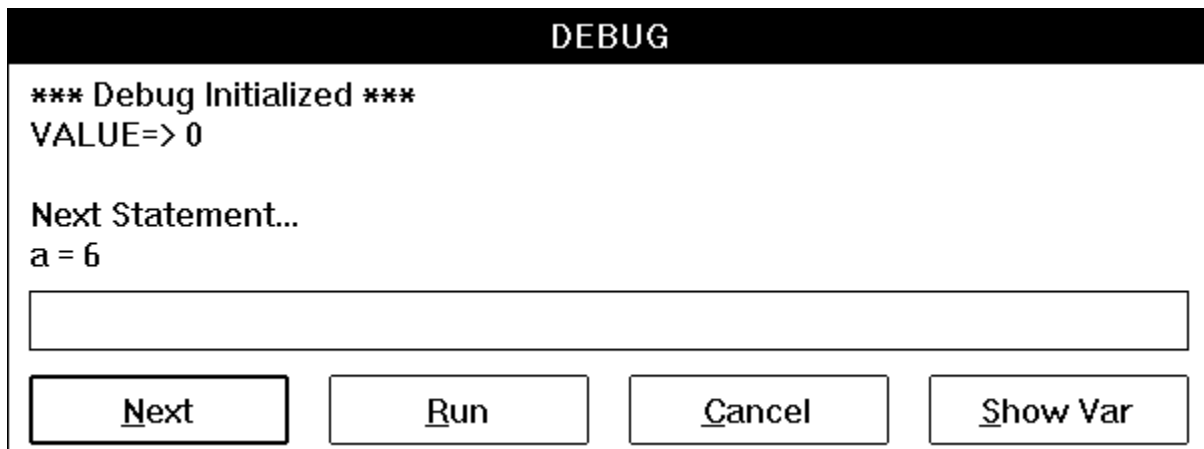 DEBUG
*** Debug Initialized ***
VALUE=> 0
Next Statement...
a = 6
Next Run Cancel Show Var